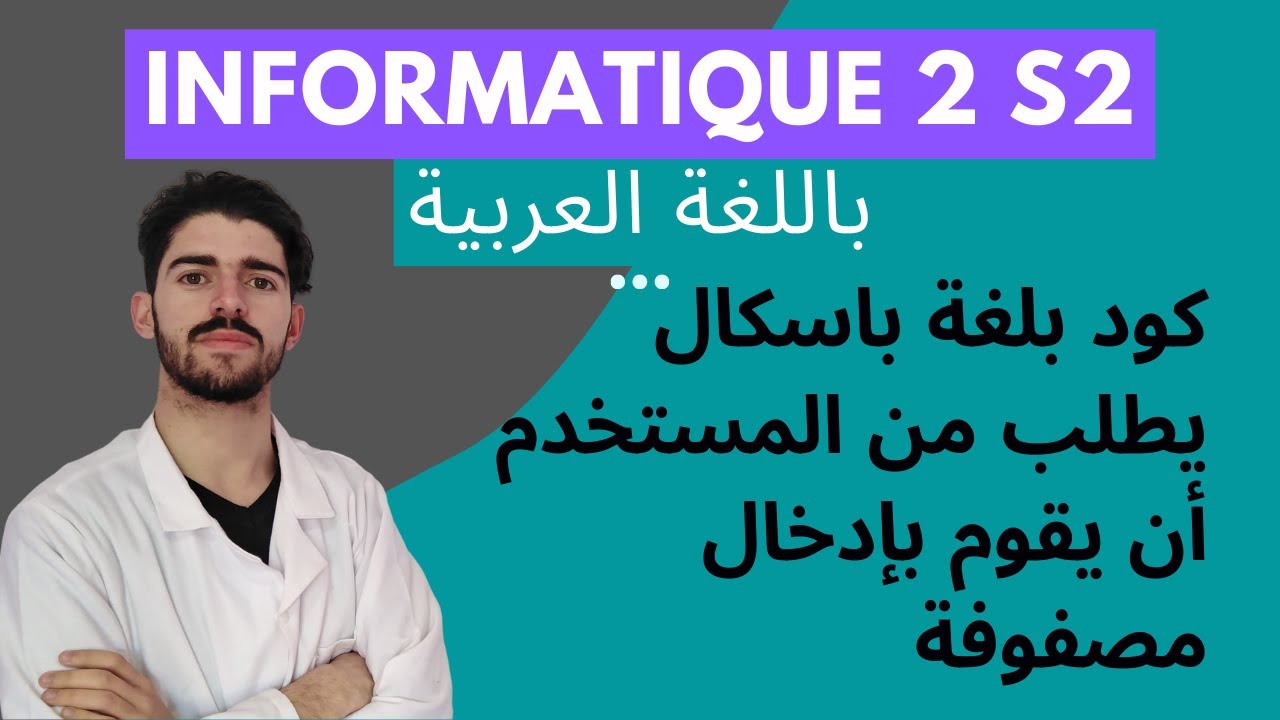 INFORMATIQUE 2 S2
باللغة العربية
...
كود بلغة باسكال
يطلب من المستخدم
أن يقوم بإدخال
مصفوفة